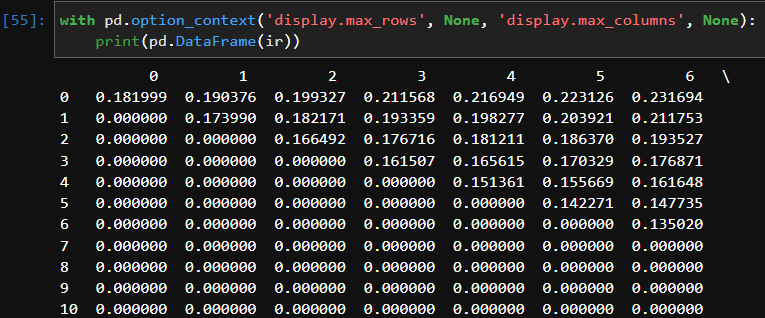 [55]: with pd.option_context('display.max_rows', None, 'display.max_columns', None):
print(pd.DataFrame(ir))
0 1 2 3 4 5 6 \
0 0.181999 0.190376 0.199327 0.211568 0.216949 0.223126 0.231694
1 0.000000 0.173990 0.182171 0.193359 0.198277 0.203921 0.211753
2 0.000000 0.000000 0.166492 0.176716 0.181211 0.186370 0.193527
3 0.000000 0.000000 0.000000 0.161507 0.165615 0.170329 0.176871
4 0.000000 0.000000 0.000000 0.000000 0.151361 0.155669 0.161648
5 0.000000 0.000000 0.000000 0.000000 0.000000 0.142271 0.147735
6 0.000000 0.000000 0.000000 0.000000 0.000000 0.000000 0.135020
7 0.000000 0.000000 0.000000 0.000000 0.000000 0.000000 0.000000
8 0.000000 0.000000 0.000000 0.000000 0.000000 0.000000 0.000000
9 0.000000 0.000000 0.000000 0.000000 0.000000 0.000000 0.000000
10 0.000000 0.000000 0.000000 0.000000 0.000000 0.000000 0.000000